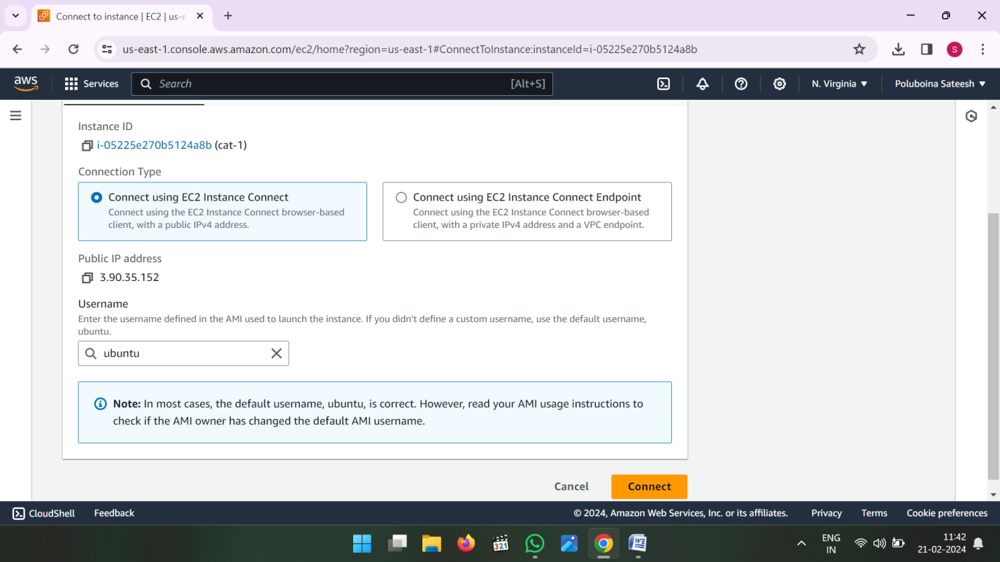 Connect to instance | EC2 | us-e
us-east-1.console.aws.amazon.com/ec2/home?region=us-east-1#ConnectToInstance:instanceId=i-05225e270b5124a8b
S
aws
Services
Search
[Alt+S]
N. Virginia
Poluboina Sateesh
Instance ID
i-05225e270b5124a8b (cat-1)
Connection Type
Connect using EC2 Instance Connect
Connect using the EC2 Instance Connect browser-based
client, with a public IPv4 address.
Connect using EC2 Instance Connect Endpoint
Connect using the EC2 Instance Connect browser-based
client, with a private IPv4 address and a VPC endpoint.
Public IP address
3.90.35.152
Username
Enter the username defined in the AMI used to launch the instance. If you didn't define a custom username, use the default username,
ubuntu.
ubuntu
Note: In most cases, the default username, ubuntu, is correct. However, read your AMI usage instructions to
check if the AMI owner has changed the default AMI username.
Cancel
Connect
CloudShell
Feedback
© 2024, Amazon Web Services, Inc. or its affiliates.
Privacy
Terms
Cookie preferences
321
W
ENG
IN
11:42
21-02-2024